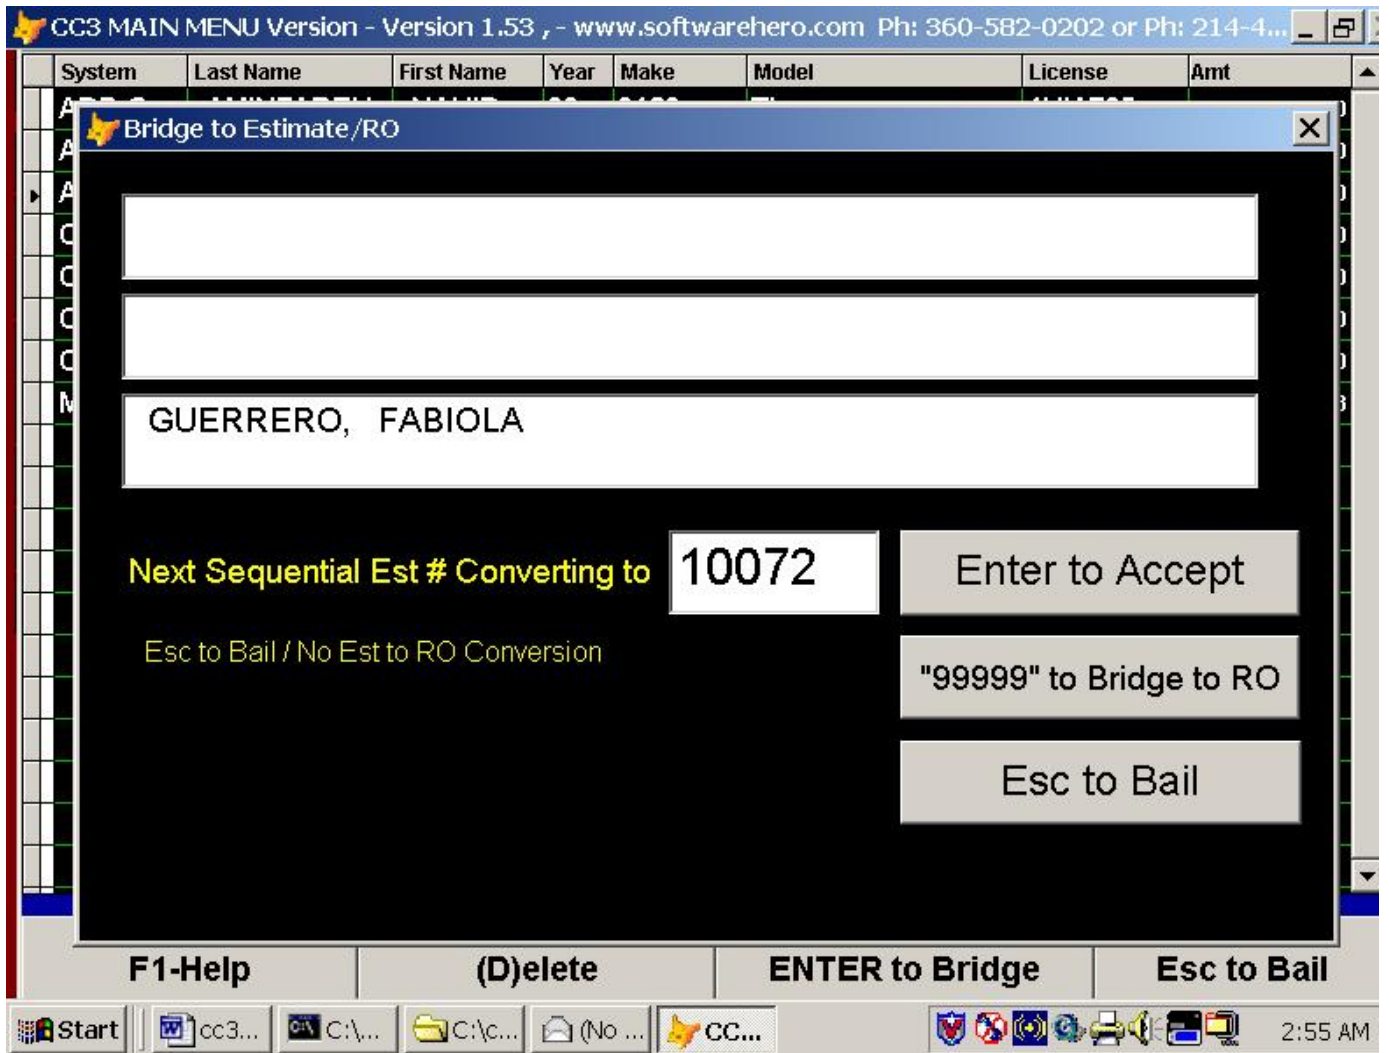 CC3 MAIN MENU Version - Version 1.53 , - www.softwarehero.com Ph: 360-582-0202 or Ph: 214-4...
System Last Name First Name Year Make Model License Amt
Bridge to Estimate/RO
GUERRERO, FABIOLA
Next Sequential Est # Converting to 10072 Enter to Accept
Esc to Bail / No Est to RO Conversion
"99999" to Bridge to RO
Esc to Bail
F1-Help (D)elete ENTER to Bridge Esc to Bail
Start cc3... C:\... C:\c... (No ... CC... 2:55 AM